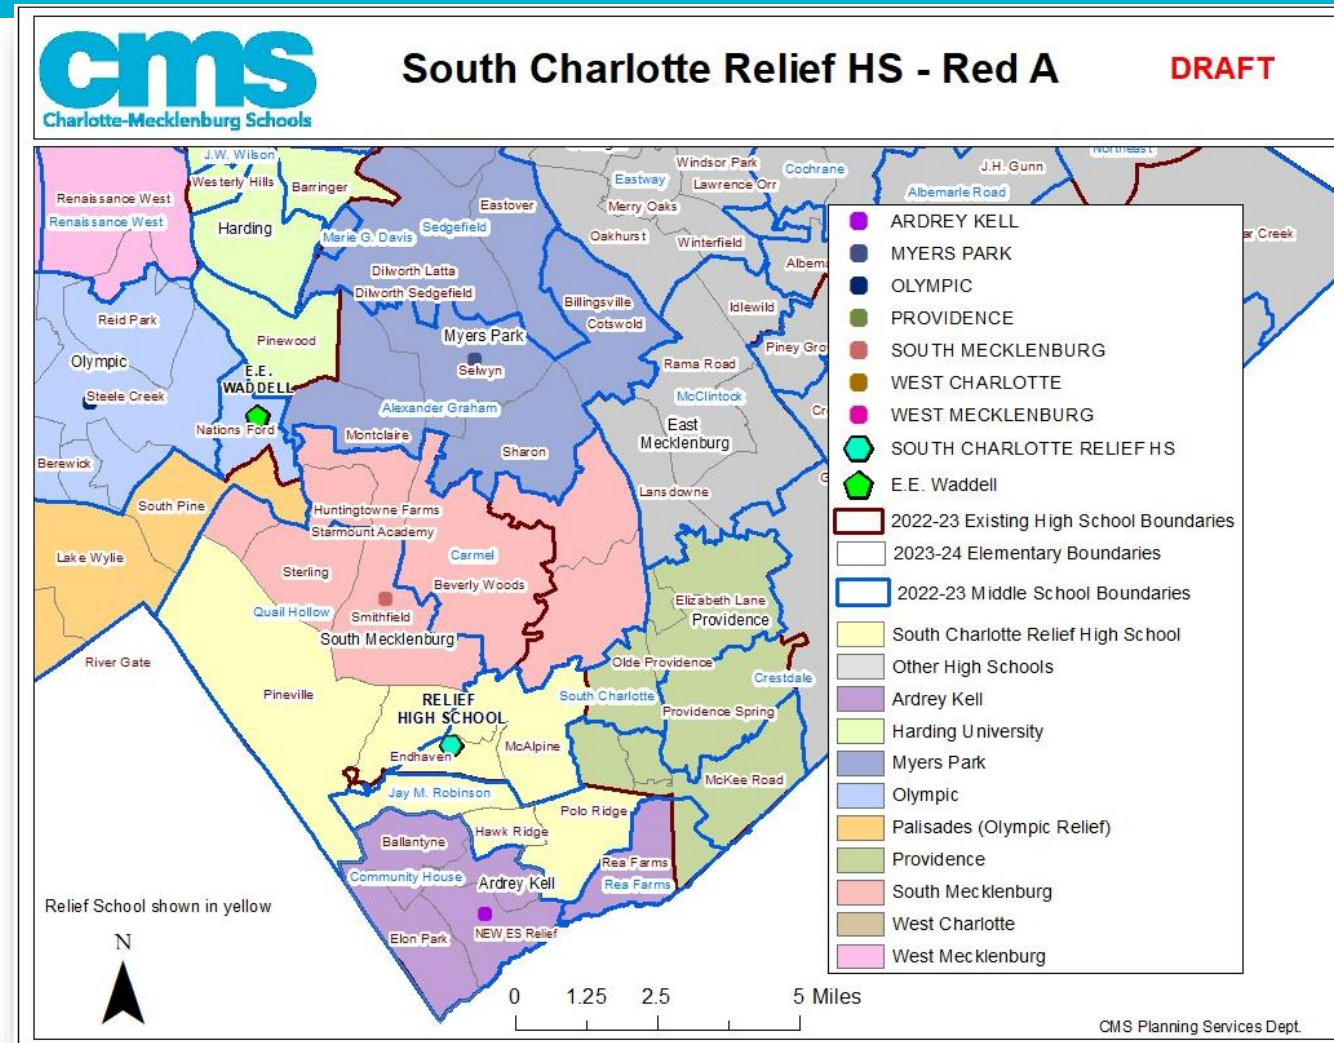 cms
Charlotte-Mecklenburg Schools
South Charlotte Relief HS - Red A
DRAFT
J.W. Wilson
Westerly Hills
Barringer
Renaissance West
Renaissance West
Harding
Marie G. Davis
Sedgefield
Eastover
Eastway
Windsor Park
Lawrence Orr
Cochrane
J.H. Gunn
Northeast
Albemarle Road
Merry Oaks
Oakhurst
Winterfield
Dilworth Latta
Dilworth Sedgefield
Billingsville
Cotswold
Idlewild
Reid Park
Pinewood
Myers Park
Selwyn
Olympic
E.E.
WADDELL
Steele Creek
Nations Ford
Rama Road
McClintock
East
Mecklenburg
Alexander Graham
Montclaire
Sharon
Berewick
South Pine
Lansdowne
Huntingtowne Farms
Starmount Academy
Lake Wylie
Carmel
Sterling
Beverly Woods
Quail Hollow
Smithfield
South Mecklenburg
Elizabeth Lane
Providence
River Gate
Olde Providence
Crestdale
Pineville
RELIEF
HIGH SCHOOL
South Charlotte
Providence Spring
Endhaven
McAlpine
McKee Road
Jay M. Robinson
Polo Ridge
Ballantyne
Hawk Ridge
Rea Farms
Rea Farms
Community House
Ardrey Kell
Elon Park
NEW ES Relief
ARDREY KELL
MYERS PARK
OLYMPIC
PROVIDENCE
SOUTH MECKLENBURG
WEST CHARLOTTE
WEST MECKLENBURG
SOUTH CHARLOTTE RELIEF HS
E.E. Waddell
2022-23 Existing High School Boundaries
2023-24 Elementary Boundaries
2022-23 Middle School Boundaries
South Charlotte Relief High School
Other High Schools
Ardrey Kell
Harding University
Myers Park
Olympic
Palisades (Olympic Relief)
Providence
South Mecklenburg
West Charlotte
West Mecklenburg
Relief School shown in yellow
N
0 1.25 2.5 5 Miles
CMS Planning Services Dept.